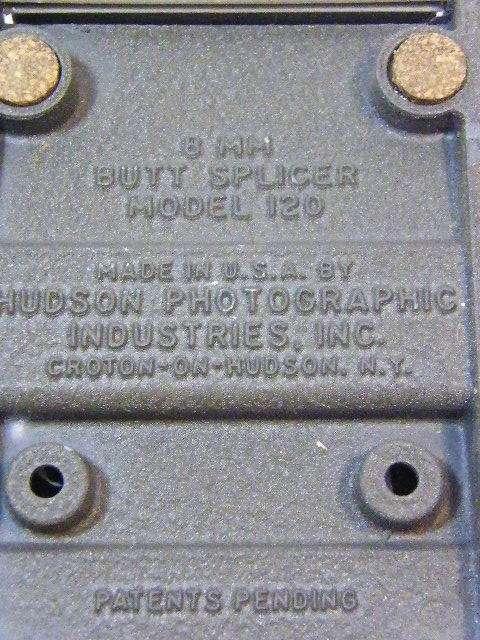 8 MM
BUTT SPLICER
MODEL 120
MADE IN U.S.A. BY
HUDSON PHOTOGRAPHIC
INDUSTRIES, INC.
CROTON-ON-HUDSON, N.Y.
PATENTS PENDING